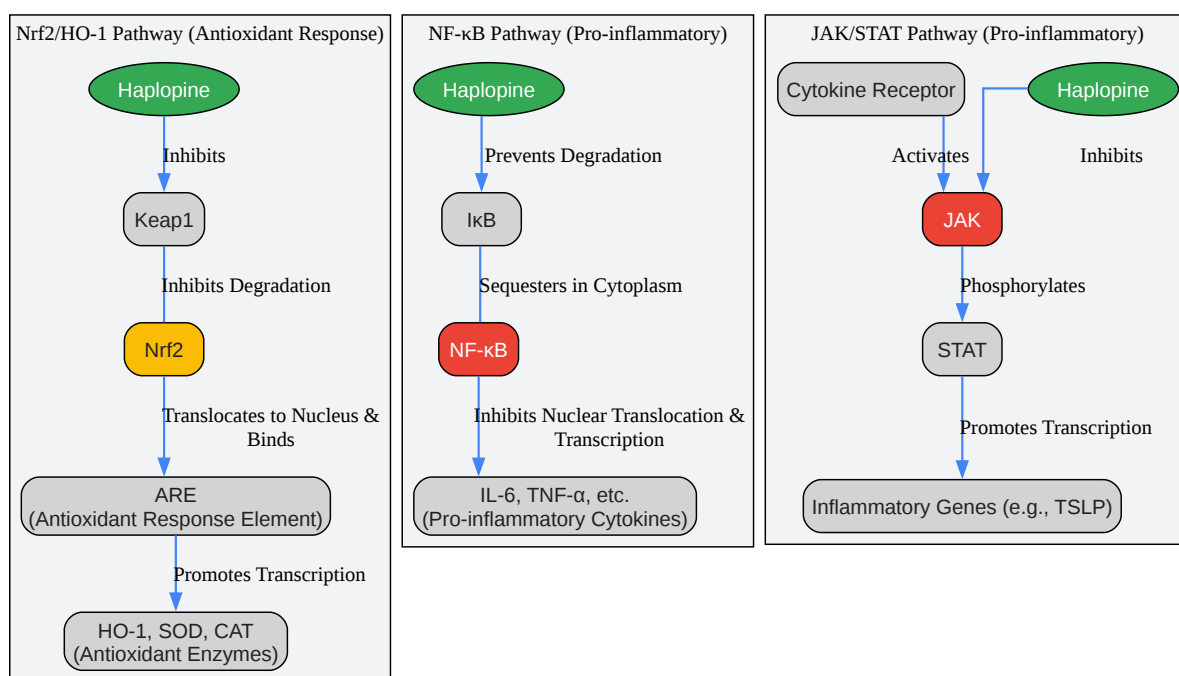 Nrf2/HO-1 Pathway (Antioxidant Response)
Haplopine
Inhibits
Keap1
Inhibits Degradation
Nrf2
Translocates to Nucleus &
Binds
ARE
(Antioxidant Response Element)
Promotes Transcription
HO-1, SOD, CAT
(Antioxidant Enzymes)
NF-κB Pathway (Pro-inflammatory)
Haplopine
Prevents Degradation
IκB
Sequesters in Cytoplasm
NF-κB
Inhibits Nuclear Translocation &
Transcription
IL-6, TNF-α, etc.
(Pro-inflammatory Cytokines)
JAK/STAT Pathway (Pro-inflammatory)
Cytokine Receptor
Haplopine
Activates
Inhibits
JAK
Phosphorylates
STAT
Promotes Transcription
Inflammatory Genes (e.g., TSLP)